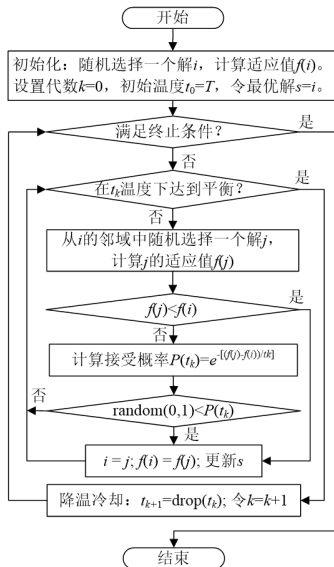 开始
初始化：随机选择一个解i，计算适应值f(i)。
设置代数k=0，初始温度t₀=T，令最优解s=i。
满足终止条件？
是
否
在tₖ温度下达到平衡？
是
否
从i的邻域中随机选择一个解j，
计算j的适应值f(j)
f(j)<f(i)
是
否
计算接受概率P(tₖ)=e^-[(f(j)-f(i))/tk]
否
random(0,1)<P(tₖ)
是
i = j; f(i) = f(j); 更新s
降温冷却：tₖ₊₁=drop(tₖ); 令k=k+1
结束